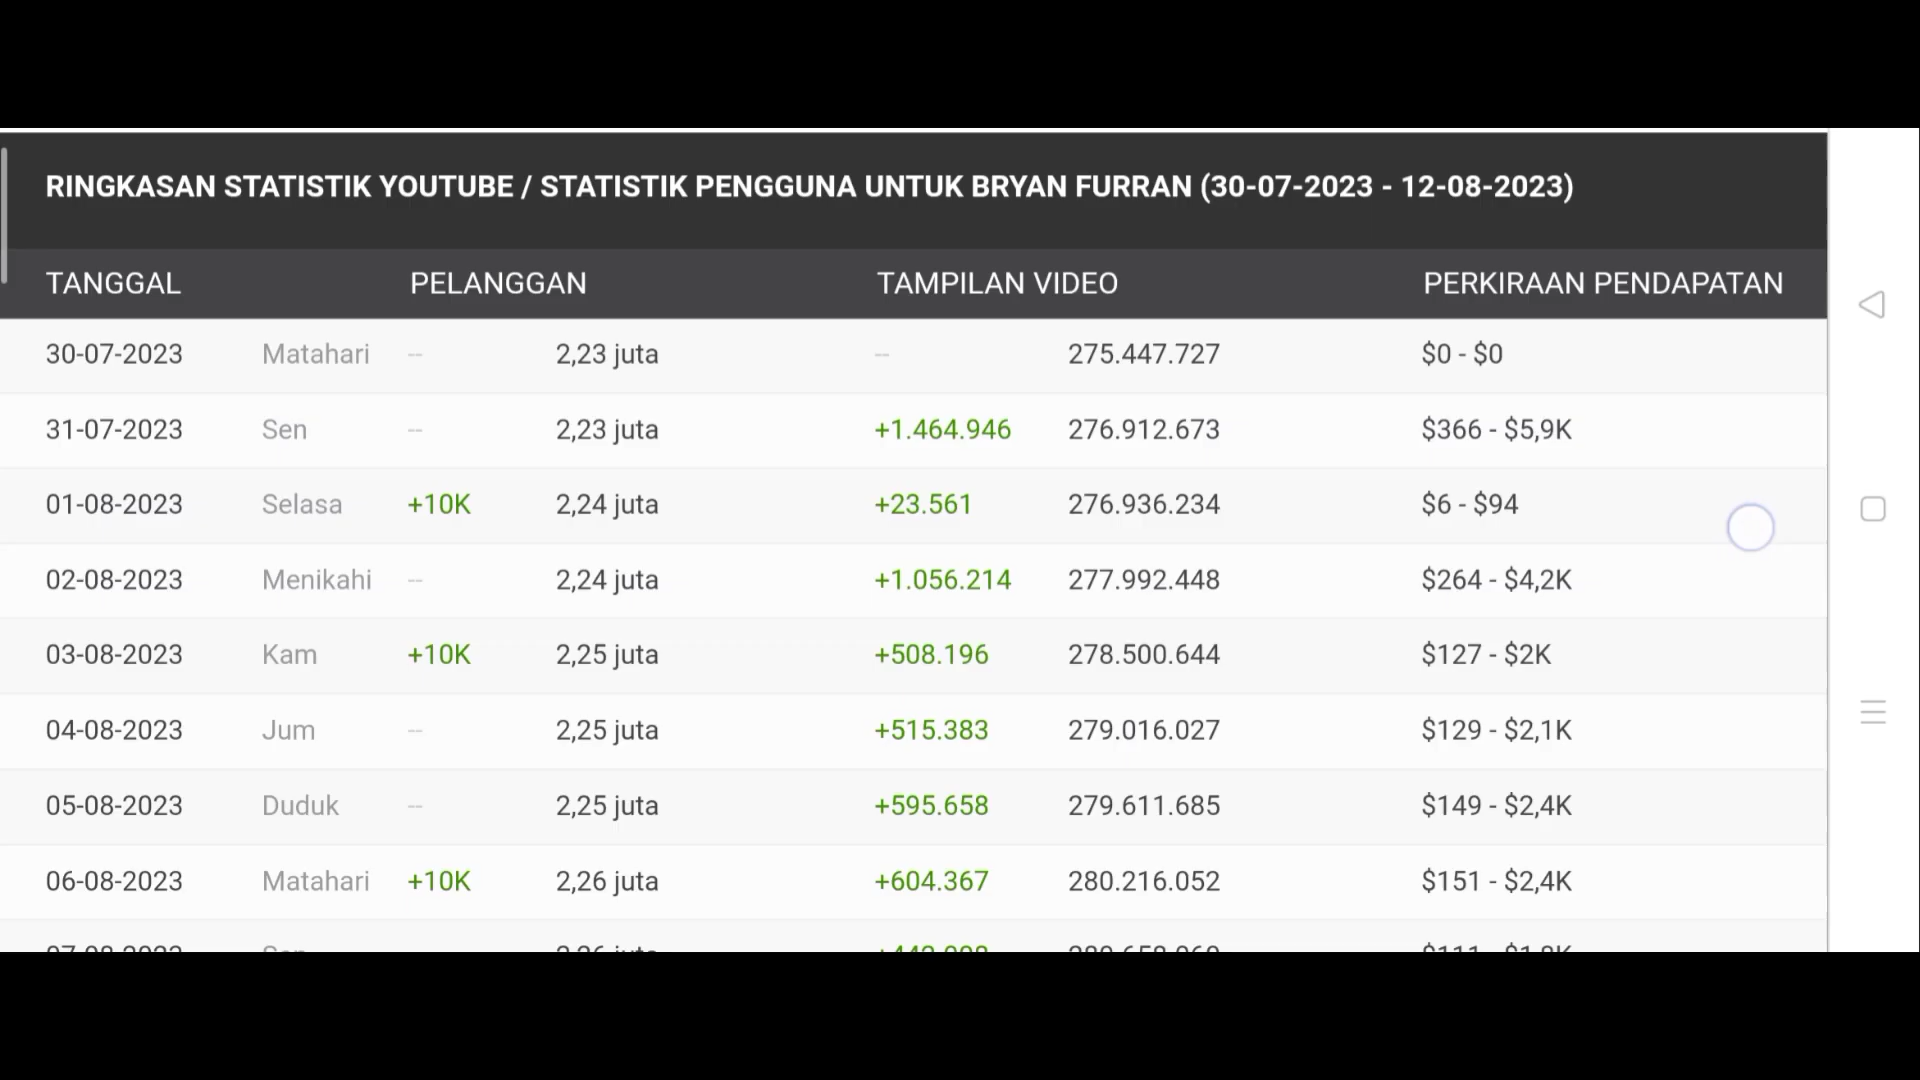 RINGKASAN STATISTIK YOUTUBE / STATISTIK PENGGUNA UNTUK BRYAN FURRAN (30-07-2023 - 12-08-2023)
TANGGAL PELANGGAN TAMPILAN VIDEO PERKIRAAN PENDAPATAN
30-07-2023 Matahari -- 2,23 juta -- 275.447.727 $0 - $0
31-07-2023 Sen -- 2,23 juta +1.464.946 276.912.673 $366 - $5,9K
01-08-2023 Selasa +10K 2,24 juta +23.561 276.936.234 $6 - $94
02-08-2023 Menikahi -- 2,24 juta +1.056.214 277.992.448 $264 - $4,2K
03-08-2023 Kam +10K 2,25 juta +508.196 278.500.644 $127 - $2K
04-08-2023 Jum -- 2,25 juta +515.383 279.016.027 $129 - $2,1K
05-08-2023 Duduk -- 2,25 juta +595.658 279.611.685 $149 - $2,4K
06-08-2023 Matahari +10K 2,26 juta +604.367 280.216.052 $151 - $2,4K